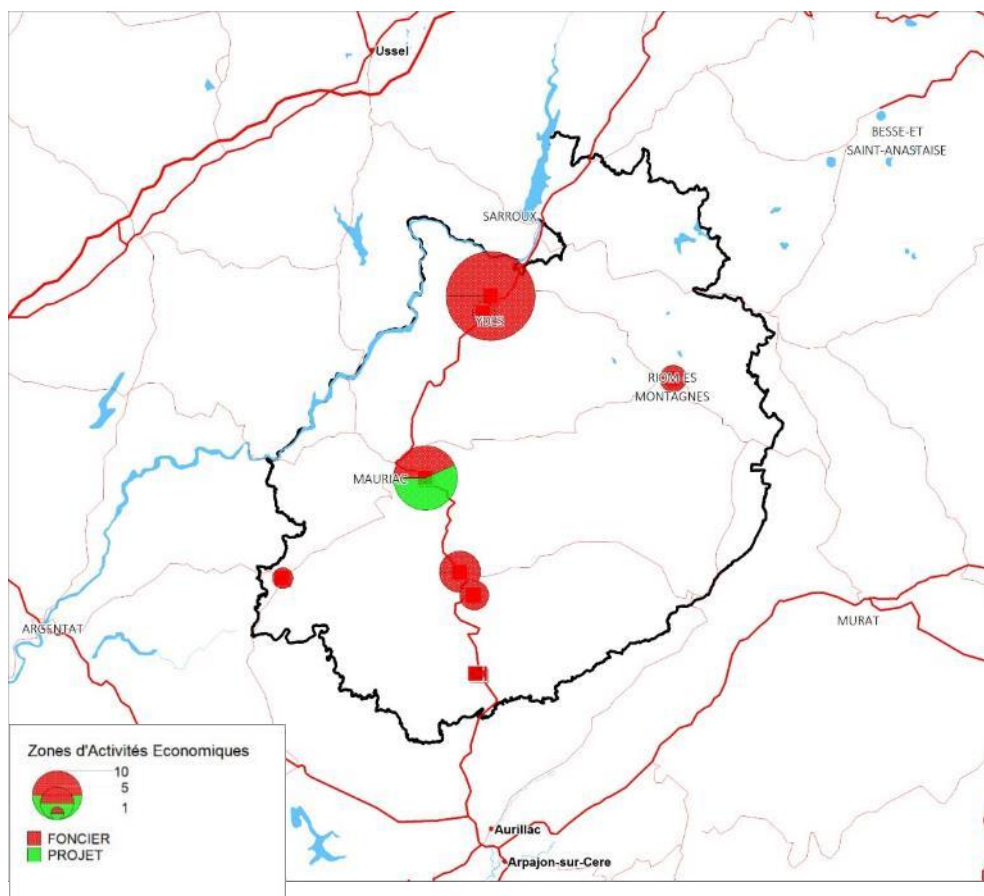 Ussel
BESSE-ET
SAINT-ANASTAISE
SARROUX
YDES
RIOM ES
MONTAGNES
MAURIAC
ARGENTAT
MURAT
Zones d'Activités Economiques
10
5
1
FONCIER
PROJET
Aurillac
Arpajon-sur-Cere